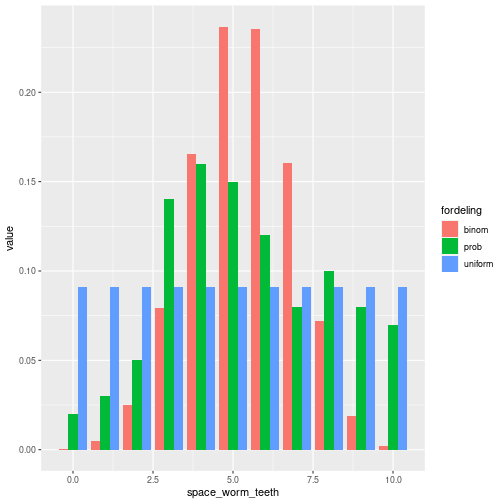 0.20
0.15
0.10
0.05
0.00
value
0.0 2.5 5.0 7.5 10.0
space_worm_teeth
fordeling
binom
prob
uniform